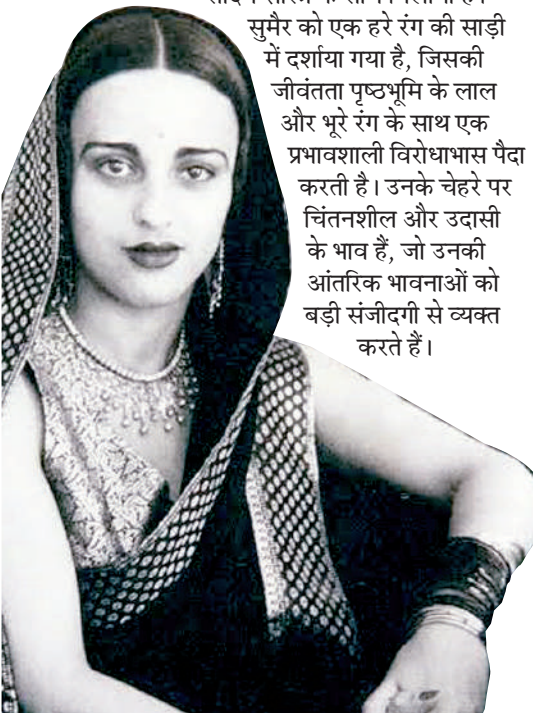 सुमैर को एक हरे रंग की साड़ी
में दर्शाया गया है, जिसकी
जीवंतता पृष्ठभूमि के लाल
और भूरे रंग के साथ एक
प्रभावशाली विरोधाभास पैदा
करती है। उनके चेहरे पर
चिंतनशील और उदासी
के भाव हैं, जो उनकी
आंतरिक भावनाओं को
बड़ी संजीदगी से व्यक्त
करते हैं।